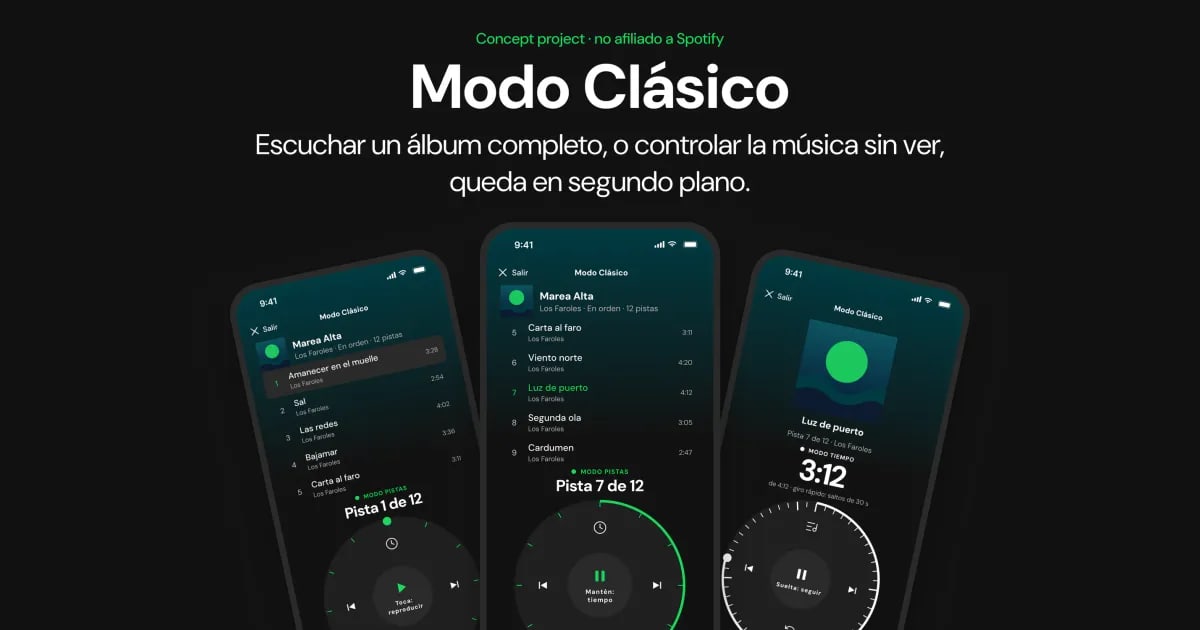 Concept project · no afiliado a Spotify
Modo Clásico
Escuchar un álbum completo, o controlar la música sin ver,
queda en segundo plano.
9:41
Salir
Modo Clásico
Marea Alta
Los Faroles · En orden · 12 pistas
1 Amanecer en el muelle 3:28
Los Faroles
2 Sal 2:54
Los Faroles
3 Las redes 4:02
Los Faroles
4 Bajamar 3:36
Los Faroles
5 Carta al faro 3:11
Los Faroles
MODO PISTAS
Pista 1 de 12
Toca:
reproducir
9:41
Salir
Modo Clásico
Marea Alta
Los Faroles · En orden · 12 pistas
5 Carta al faro 3:11
Los Faroles
6 Viento norte 4:20
Los Faroles
7 Luz de puerto 4:12
Los Faroles
8 Segunda ola 3:05
Los Faroles
9 Cardumen 2:47
Los Faroles
MODO PISTAS
Pista 7 de 12
Mantén:
tiempo
9:41
Salir
Modo Clásico
Luz de puerto
Pista 7 de 12 · Los Faroles
MODO TIEMPO
3:12
de 4:12 · giro rápido: saltos de 30 s
Suelta: seguir